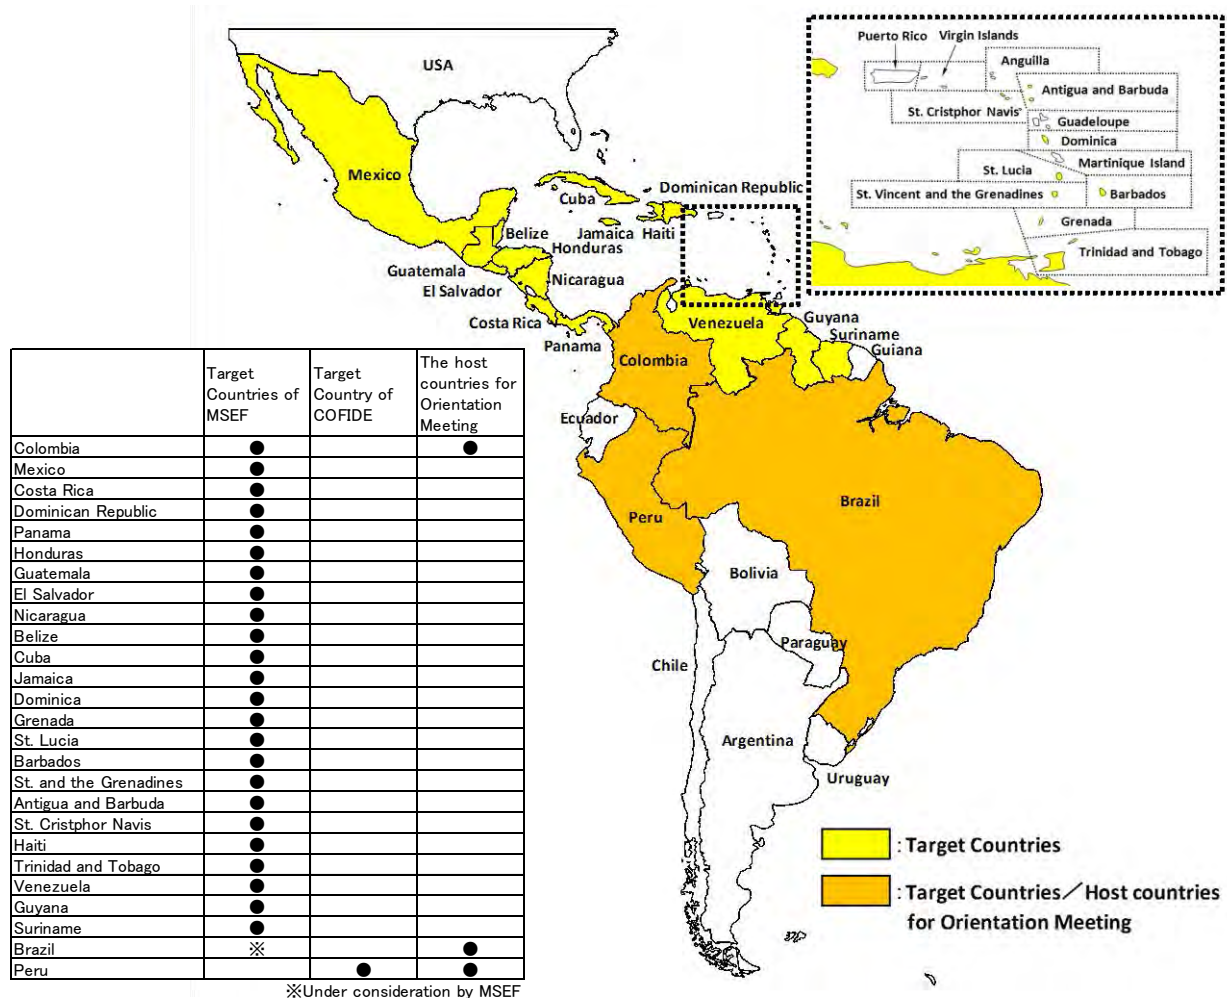 USA
Mexico
Cuba
Dominican Republic
Belize
Jamaica
Haiti
Honduras
Guatemala
Nicaragua
El Salvador
Costa Rica
Panama
Venezuela
Guyana
Suriname
Guiana
Colombia
Ecuador
Brazil
Peru
Bolivia
Paraguay
Chile
Argentina
Uruguay
Puerto Rico
Virgin Islands
Anguilla
Antigua and Barbuda
St. Cristphor Navis
Guadeloupe
Dominica
Martinique Island
St. Lucia
St. Vincent and the Grenadines
Barbados
Grenada
Trinidad and Tobago
Target Countries of MSEF
Target Country of COFIDE
The host countries for Orientation Meeting
Colombia ● ●
Mexico ●
Costa Rica ●
Dominican Republic ●
Panama ●
Honduras ●
Guatemala ●
El Salvador ●
Nicaragua ●
Belize ●
Cuba ●
Jamaica ●
Dominica ●
Grenada ●
St. Lucia ●
Barbados ●
St. and the Grenadines ●
Antigua and Barbuda ●
St. Cristphor Navis ●
Haiti ●
Trinidad and Tobago ●
Venezuela ●
Guyana ●
Suriname ●
Brazil ※ ●
Peru ● ●
※Under consideration by MSEF
: Target Countries
: Target Countries／Host countries
for Orientation Meeting